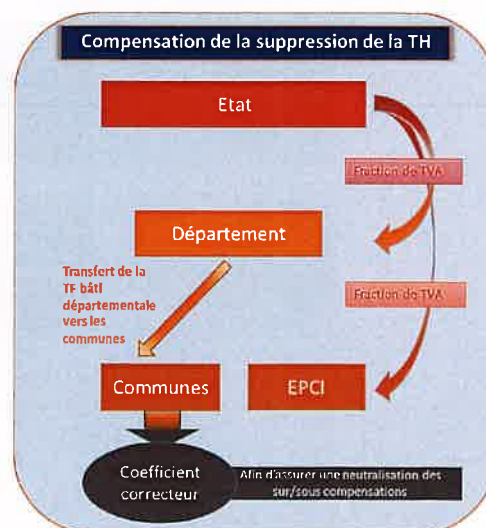 Compensation de la suppression de la TH
Etat
Fraction de TVA
Département
Transfert de la
TF bâti
départementale
vers les
communes
Fraction de TVA
Communes
EPCI
Coefficient
correcteur
Afin d'assurer une neutralisation des
sur/sous compensations